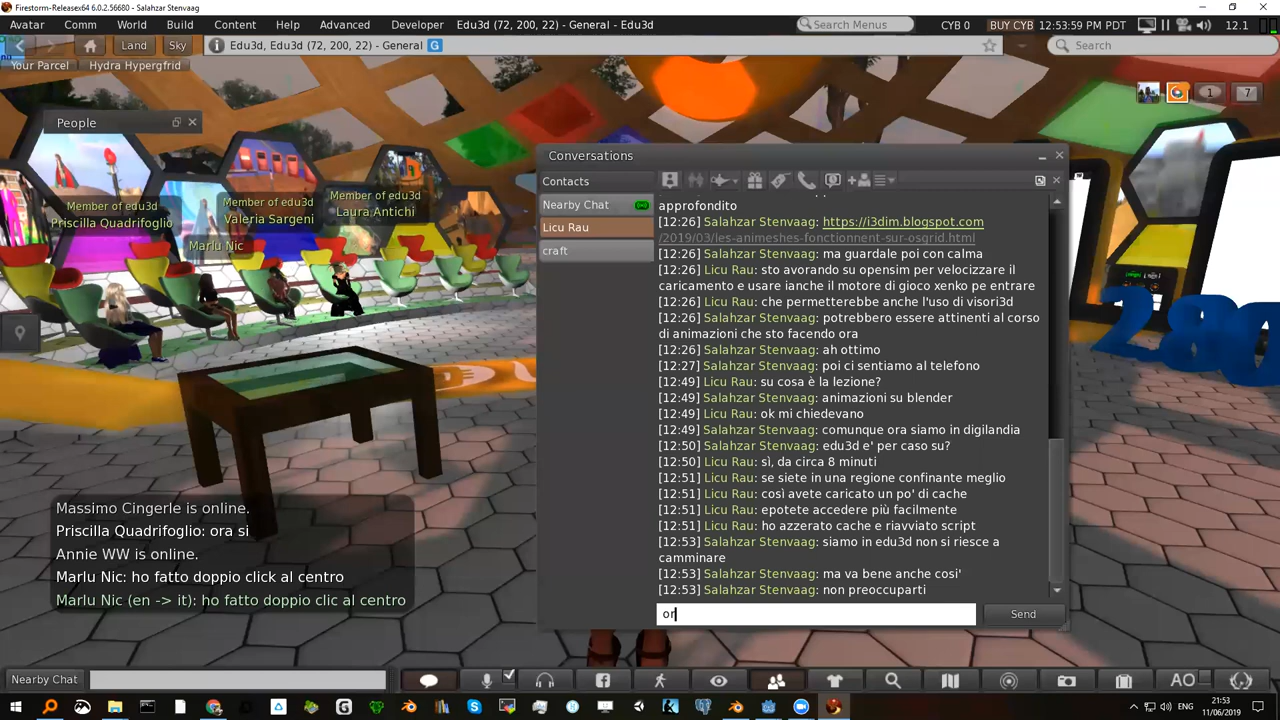 Firestorm-Releasex64 6.0.2.56680 - Salahzar Stenvaag
Avatar Comm World Build Content Help Advanced Developer Edu3d (72, 200, 22) - General - Edu3d Search Menus CYB 0 BUY CYB 12:53:59 PM PDT 12.1
Land Sky Edu3d, Edu3d (72, 200, 22) - General G Search
Your Parcel Hydra Hypergfrid
1 7
People
Member of edu3d
Priscilla Quadrifoglio
Member of edu3d
Valeria Sargeni
Member of edu3d
Laura Antichi
Marlu Nic
Conversations
Contacts
Nearby Chat
Licu Rau
craft
approfondito
[12:26] Salahzar Stenvaag: https://i3dim.blogspot.com
/2019/03/les-animeshes-fonctionnent-sur-osgrid.html
[12:26] Salahzar Stenvaag: ma guardale poi con calma
[12:26] Licu Rau: sto avorando su opensim per velocizzare il
caricamento e usare ianche il motore di gioco xenko pe entrare
[12:26] Licu Rau: che permetterebbe anche l'uso di visori3d
[12:26] Salahzar Stenvaag: potrebbero essere attinenti al corso
di animazioni che sto facendo ora
[12:26] Salahzar Stenvaag: ah ottimo
[12:27] Salahzar Stenvaag: poi ci sentiamo al telefono
[12:49] Licu Rau: su cosa è la lezione?
[12:49] Salahzar Stenvaag: animazioni su blender
[12:49] Licu Rau: ok mi chiedevano
[12:49] Salahzar Stenvaag: comunque ora siamo in digilandia
[12:50] Salahzar Stenvaag: edu3d e' per caso su?
[12:50] Licu Rau: sì, da circa 8 minuti
[12:51] Licu Rau: se siete in una regione confinante meglio
[12:51] Licu Rau: così avete caricato un po' di cache
[12:51] Licu Rau: epotete accedere più facilmente
[12:51] Licu Rau: ho azzerato cache e riavviato script
[12:53] Salahzar Stenvaag: siamo in edu3d non si riesce a
camminare
[12:53] Salahzar Stenvaag: ma va bene anche cosi'
[12:53] Salahzar Stenvaag: non preoccuparti
or
Send
Massimo Cingerle is online.
Priscilla Quadrifoglio: ora si
Annie WW is online.
Marlu Nic: ho fatto doppio click al centro
Marlu Nic (en -> it): ho fatto doppio clic al centro
Nearby Chat
AO
ENG
21:53
11/06/2019